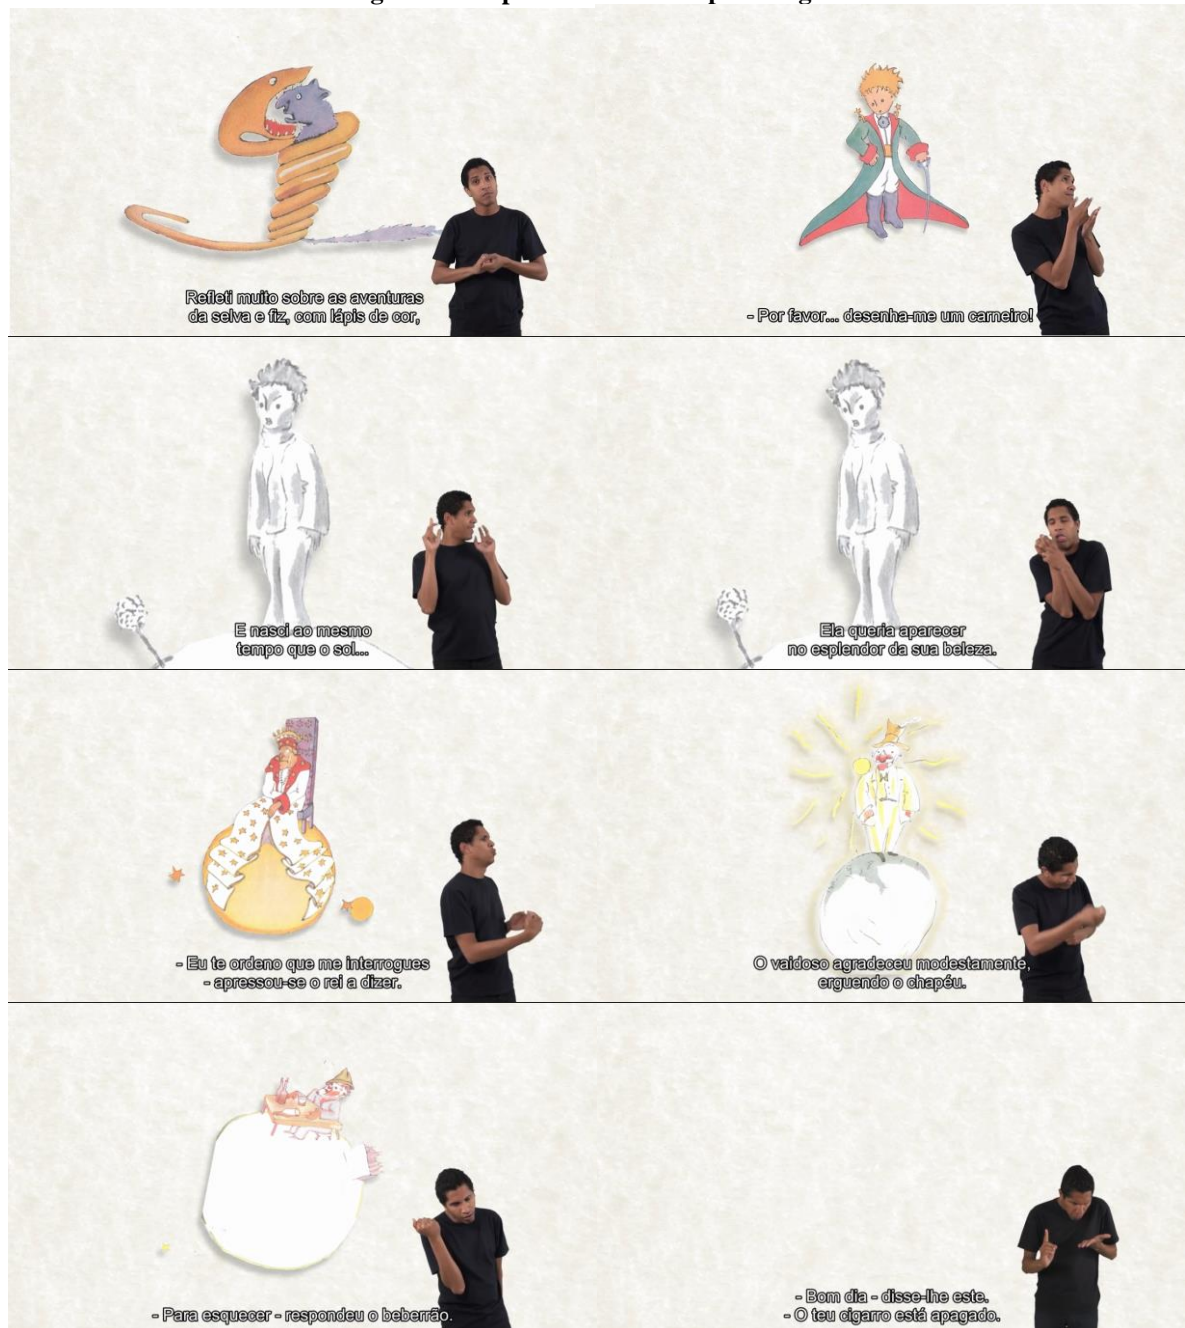 Refleti muito sobre as aventuras
da selva e fiz, com lápis de cor,
- Por favor... desenha-me um carneiro!
E nasci ao mesmo
tempo que o sol...
Ela queria aparecer
no esplendor da sua beleza.
- Eu te ordeno que me interrogues
- apressou-se o rei a dizer.
O vaidoso agradeceu modestamente,
erguendo o chapéu.
- Para esquecer - respondeu o beberrão.
- Bom dia - disse-lhe este.
- O teu cigarro está apagado.